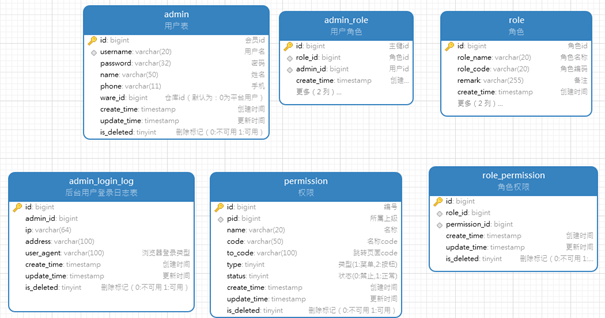 admin
用户表
id: bigint 会员id
username: varchar(20) 用户名
password: varchar(32) 密码
name: varchar(50) 姓名
phone: varchar(11) 手机
ware_id: bigint 仓库id（默认为：0为平台用户）
create_time: timestamp 创建时间
update_time: timestamp 更新时间
is_deleted: tinyint 删除标记（0:不可用 1:可用）
admin_role
用户角色
id: bigint 主键id
role_id: bigint 角色id
admin_id: bigint 用户id
create_time: timestamp 创建...
更多（2 列）...
role
角色
id: bigint 角色id
role_name: varchar(20) 角色名称
role_code: varchar(20) 角色编码
remark: varchar(255) 备注
create_time: timestamp 创建时间
更多（2 列）...
admin_login_log
后台用户登录日志表
id: bigint
admin_id: bigint
ip: varchar(64)
address: varchar(100)
user_agent: varchar(100) 浏览器登录类型
create_time: timestamp 创建时间
update_time: timestamp 更新时间
is_deleted: tinyint 删除标记（0:不可用 1:可用）
permission
权限
id: bigint 编号
pid: bigint 所属上级
name: varchar(20) 名称
code: varchar(50) 名称code
to_code: varchar(100) 跳转页面code
type: tinyint 类型(1:菜单,2:按钮)
status: tinyint 状态(0:禁止,1:正常)
create_time: timestamp 创建时间
update_time: timestamp 更新时间
is_deleted: tinyint 删除标记（0:不可用 1:可用）
role_permission
角色权限
id: bigint
role_id: bigint
permission_id: bigint
create_time: timestamp 创建时间
update_time: timestamp 更新时间
is_deleted: tinyint 删除标记（0:不可用 1:...